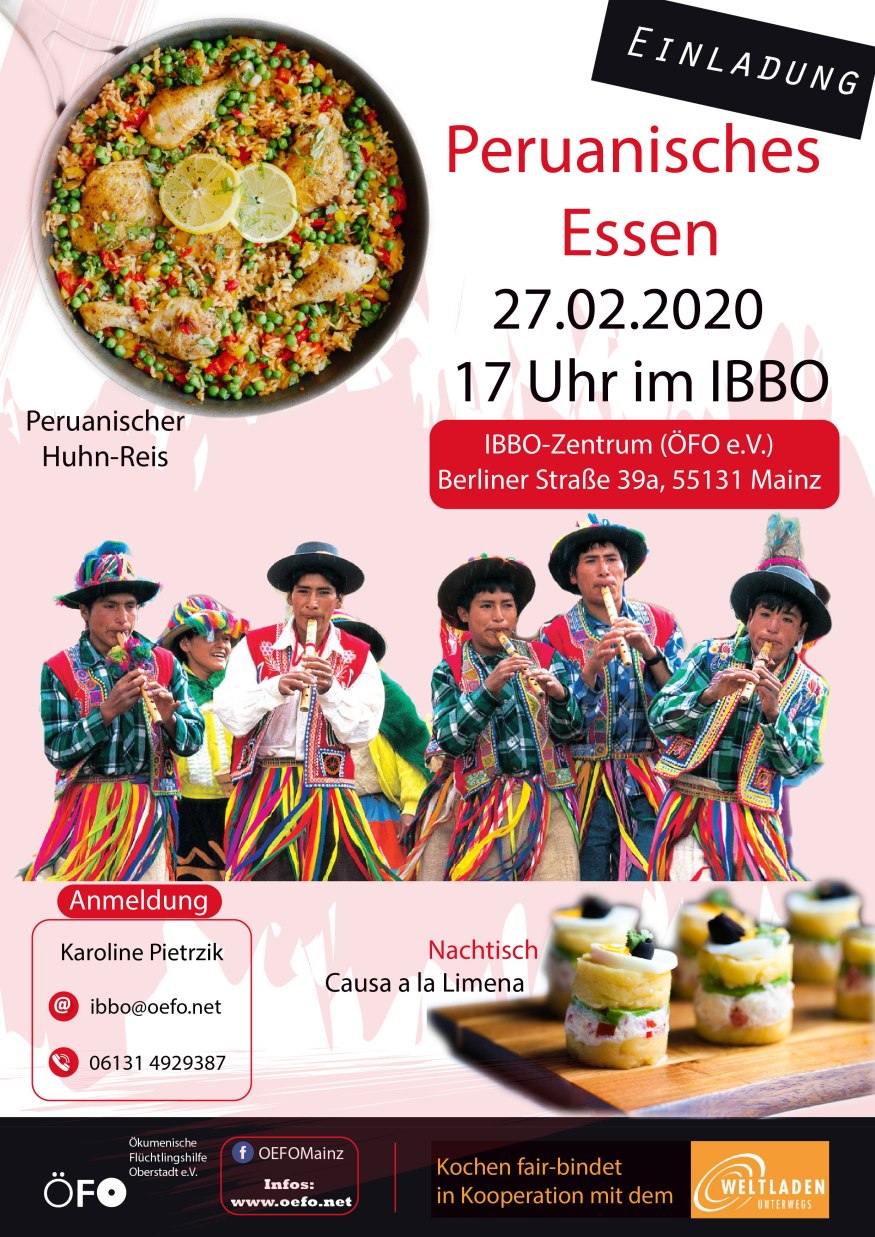 EINLADUNG
Peruanisches
Essen
27.02.2020
17 Uhr im IBBO
IBBO-Zentrum (ÖFO e.V.)
Berliner Straße 39a, 55131 Mainz
Peruanischer
Huhn-Reis
Anmeldung
Karoline Pietrzik
@ ibbo@oefo.net
06131 4929387
Nachtisch
Causa a la Limena
ÖFO
Ökumenische
Flüchtlingshilfe
Oberstadt e.V.
f OEFOMainz
Infos:
www.oefo.net
Kochen fair-bindet
in Kooperation mit dem
WELTLADEN
UNTERWEGS